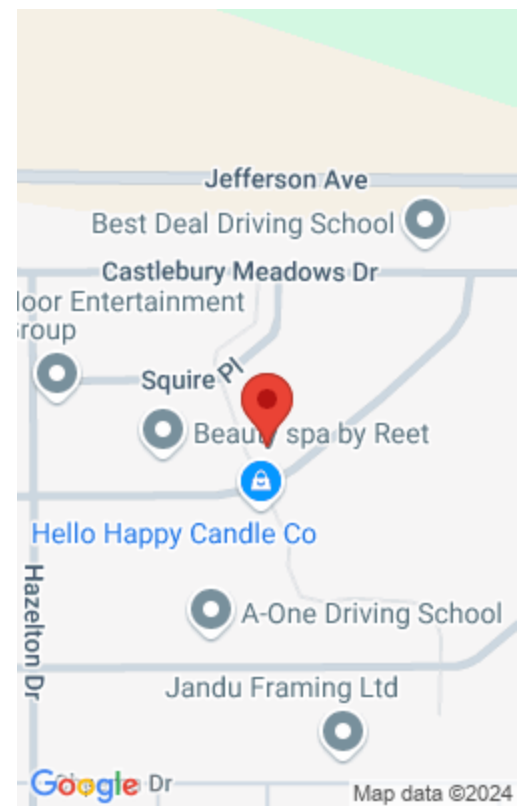 Jefferson Ave
Best Deal Driving School
Castlebury Meadows Dr
loor Entertainment
Group
Squire Pl
Beauty spa by Reet
Hello Happy Candle Co
Hazelton Dr
A-One Driving School
Jandu Framing Ltd
Google
Dr
Map data ©2024